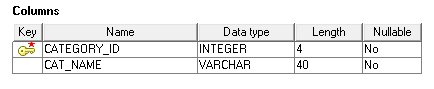 Columns
Key Name Data type Length Nullable
CATEGORY_ID INTEGER 4 No
CAT_NAME VARCHAR 40 No